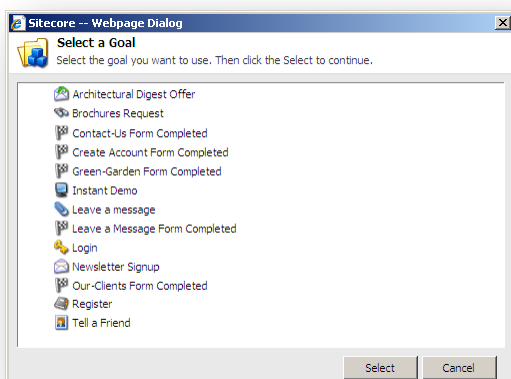 Sitecore -- Webpage Dialog
Select a Goal
Select the goal you want to use. Then click the Select to continue.
Architectural Digest Offer
Brochures Request
Contact-Us Form Completed
Create Account Form Completed
Green-Garden Form Completed
Instant Demo
Leave a message
Leave a Message Form Completed
Login
Newsletter Signup
Our-Clients Form Completed
Register
Tell a Friend
Select Cancel